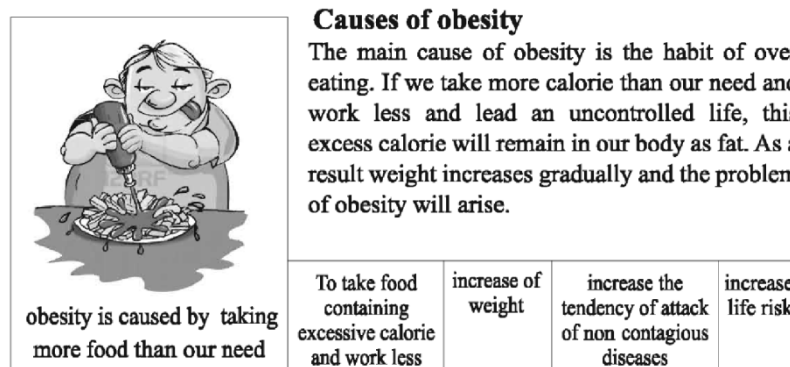 Causes of obesity
The main cause of obesity is the habit of ove
eating. If we take more calorie than our need and
work less and lead an uncontrolled life, thi
excess calorie will remain in our body as fat. As a
result weight increases gradually and the problem
of obesity will arise.
obesity is caused by taking
more food than our need
To take food
containing
excessive calorie
and work less
increase of
weight
increase the
tendency of attack
of non contagious
diseases
increase
life risk